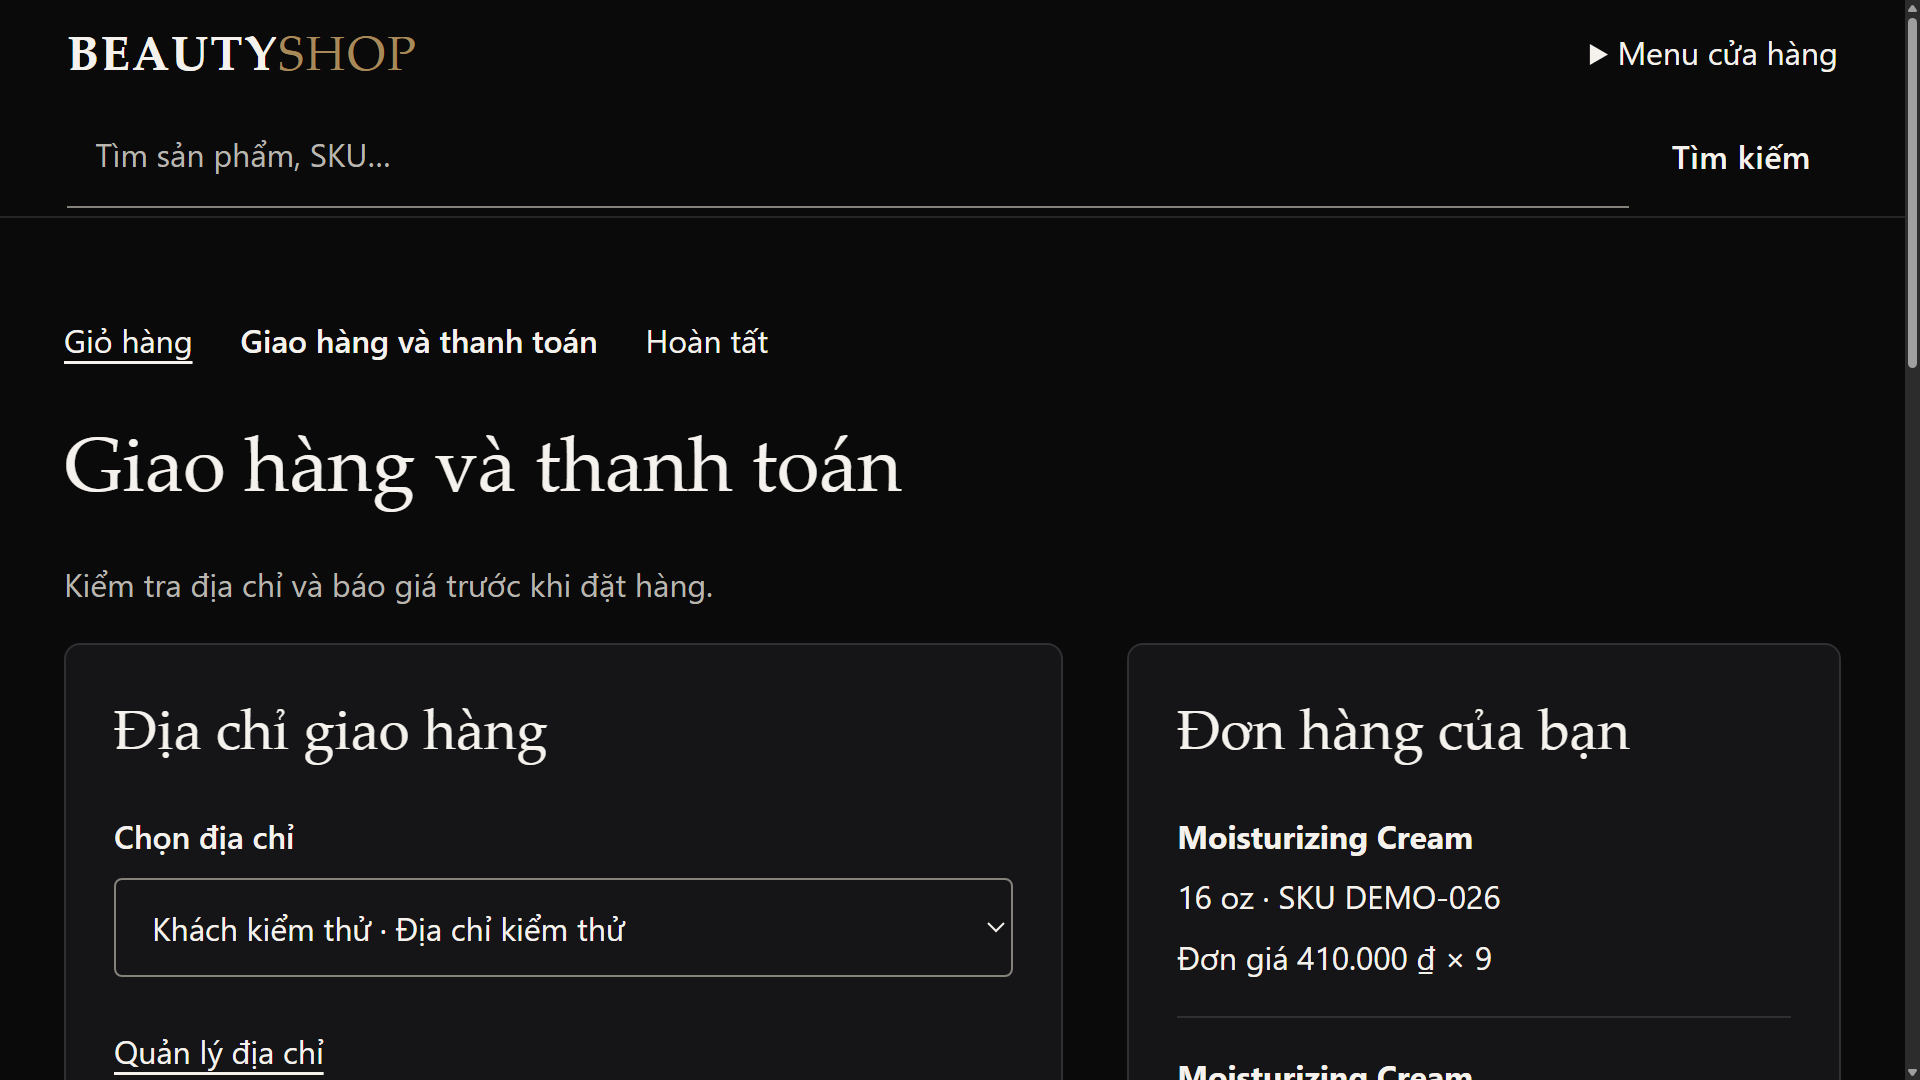 BEAUTYSHOP
▶ Menu cửa hàng
Tìm sản phẩm, SKU...
Tìm kiếm
Giỏ hàng
Giao hàng và thanh toán
Hoàn tất
Giao hàng và thanh toán
Kiểm tra địa chỉ và báo giá trước khi đặt hàng.
Địa chỉ giao hàng
Chọn địa chỉ
Khách kiểm thử · Địa chỉ kiểm thử
Quản lý địa chỉ
Đơn hàng của bạn
Moisturizing Cream
16 oz · SKU DEMO-026
Đơn giá 410.000 ₫ × 9
Moisturizing Cream